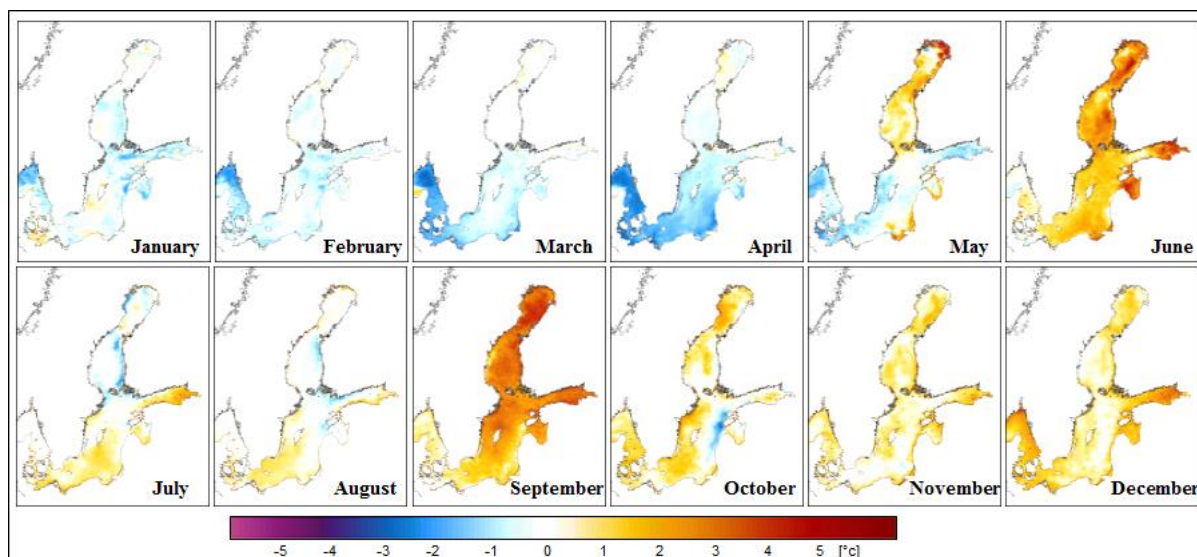 January February March April May June
July August September October November December
-5 -4 -3 -2 -1 0 1 2 3 4 5 [°c]